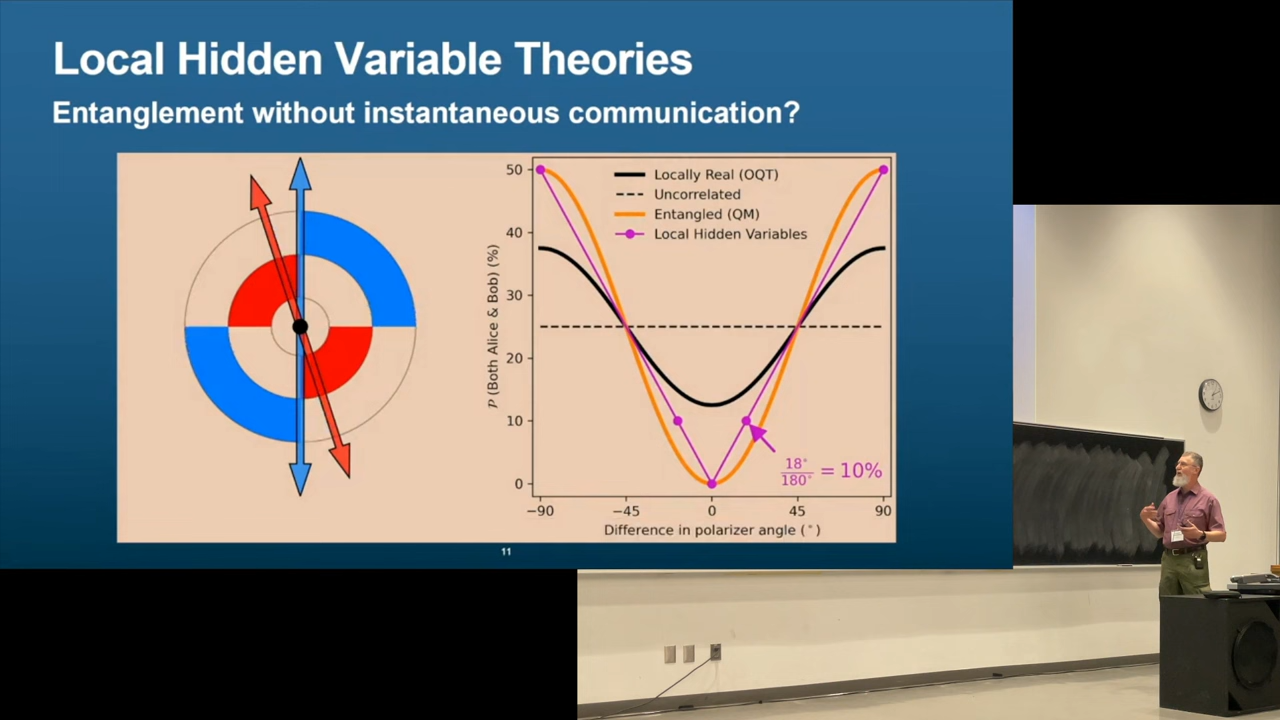 Local Hidden Variable Theories
Entanglement without instantaneous communication?
50
40
30
20
10
0
P (Both Alice & Bob) (%)
Locally Real (OQT)
Uncorrelated
Entangled (QM)
Local Hidden Variables
18°
180°
= 10%
−90
−45
0
45
90
Difference in polarizer angle (°)
11